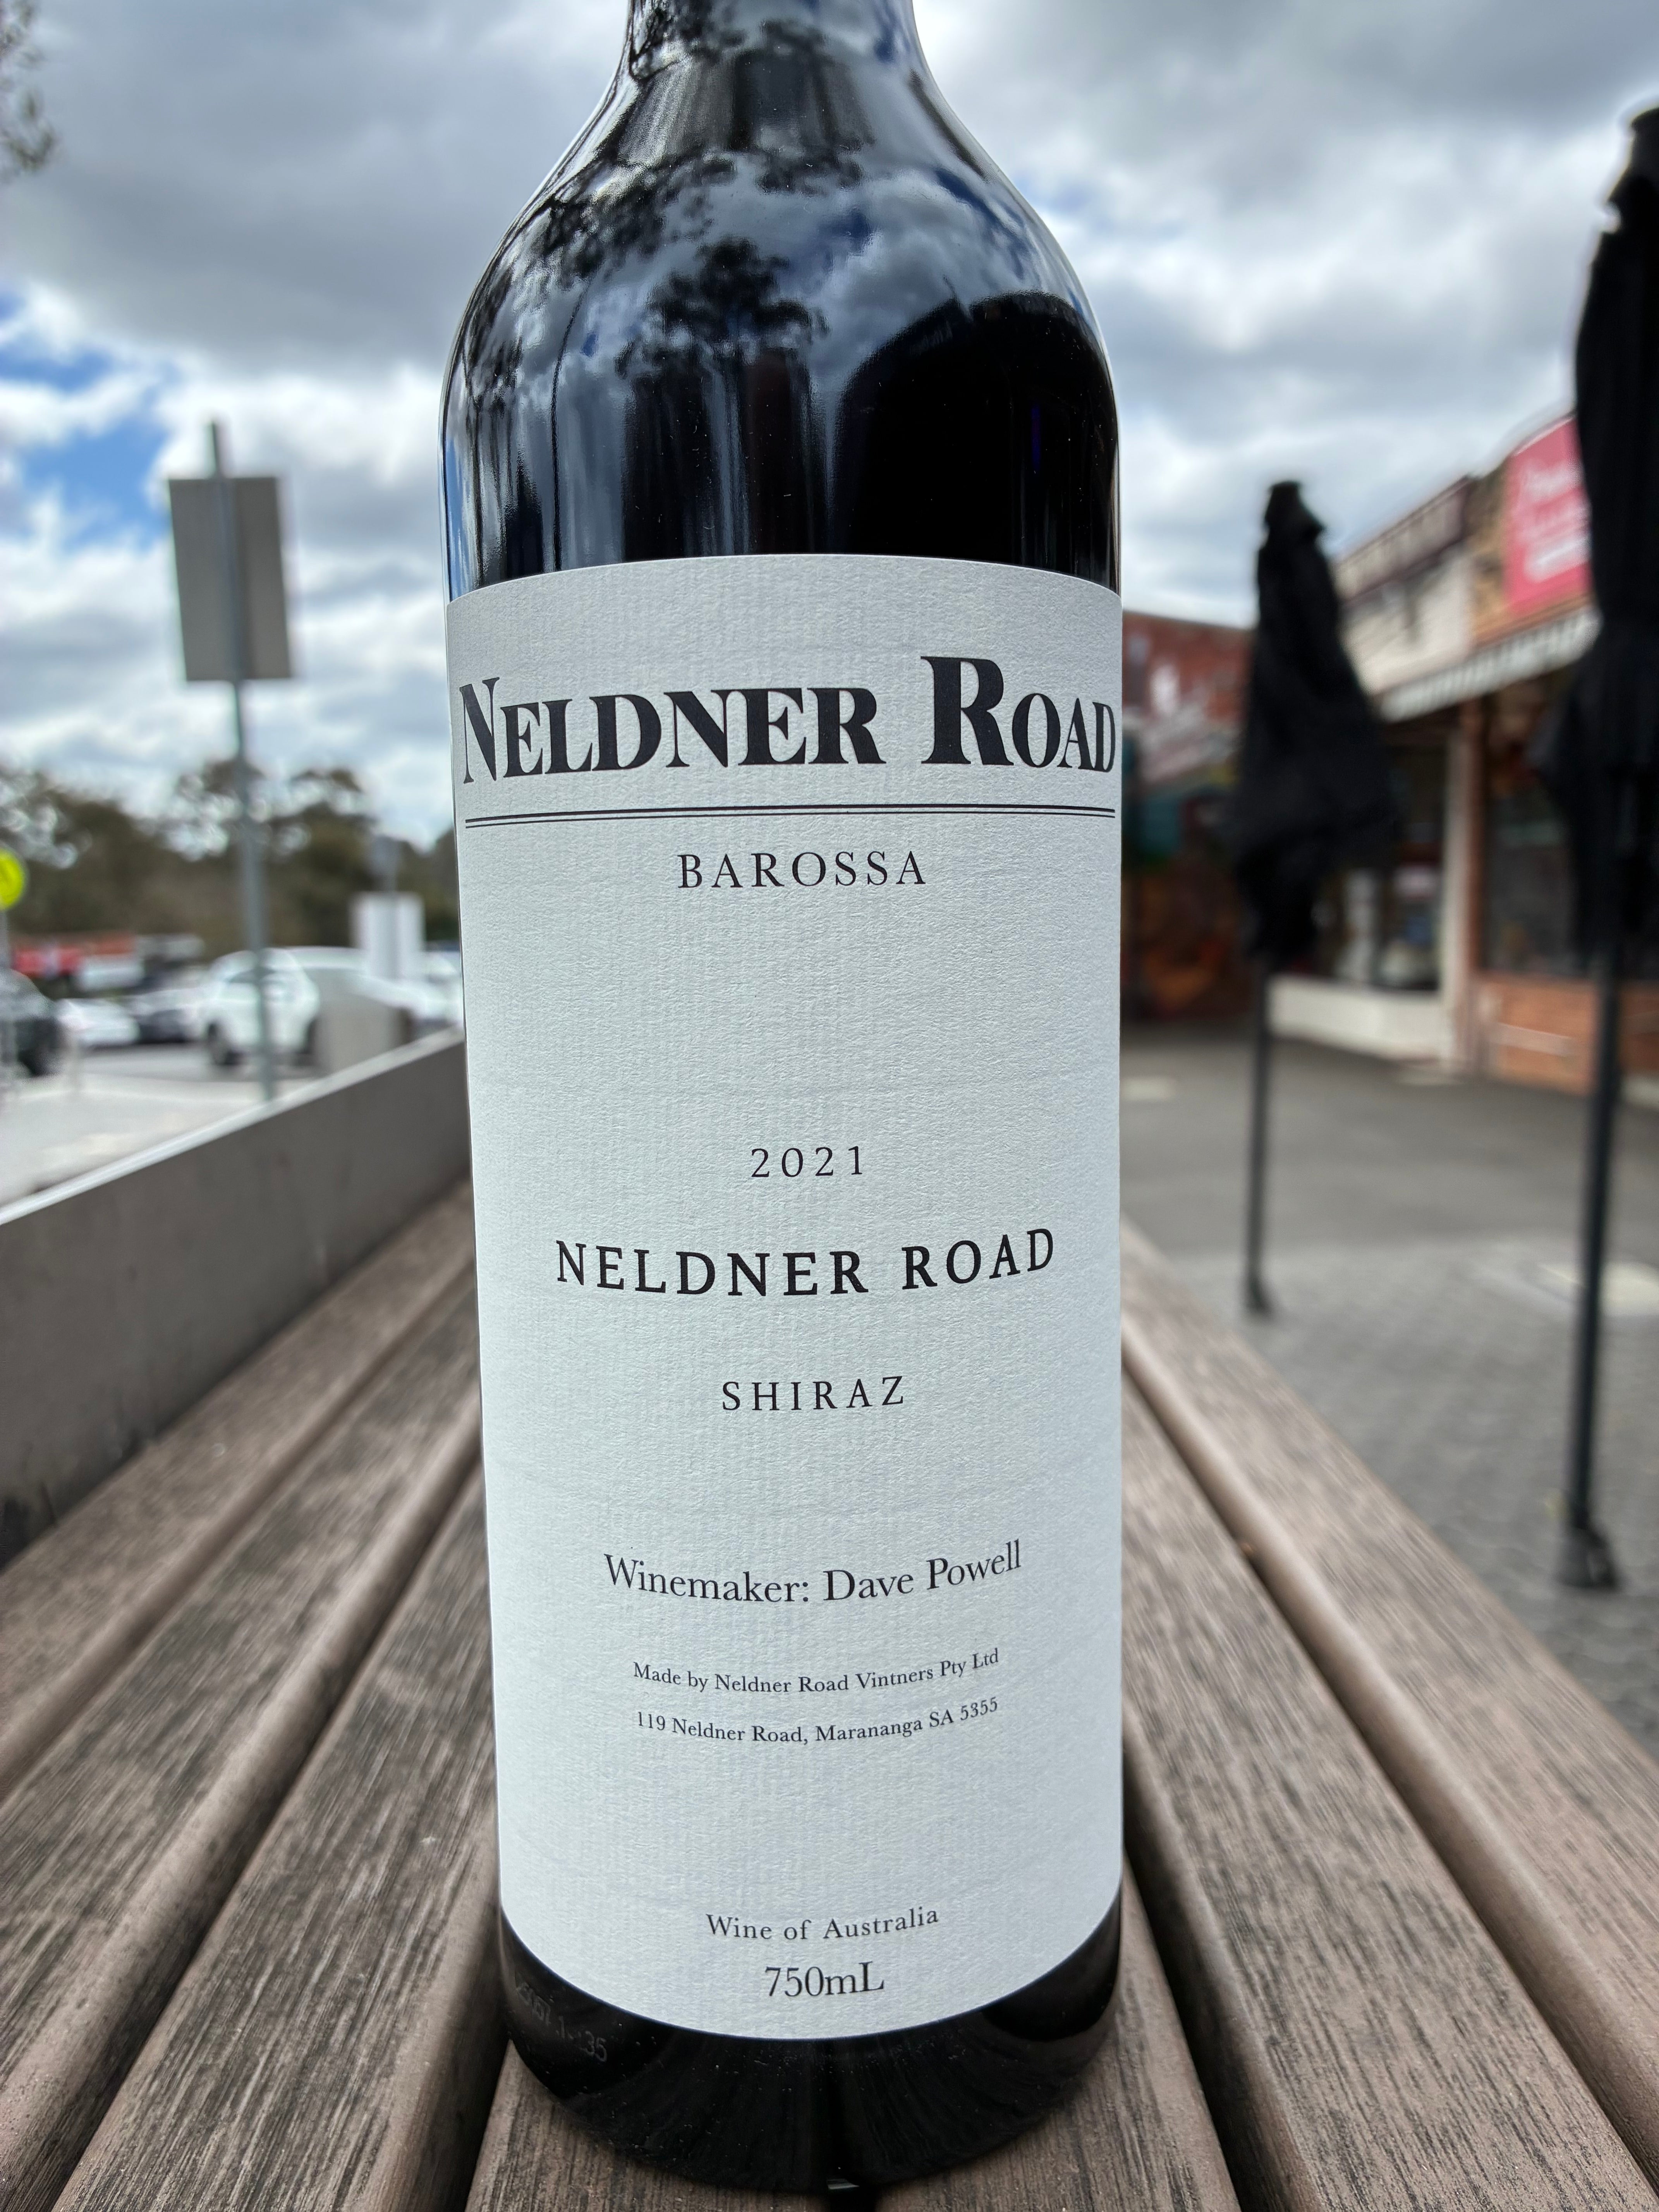 NELDNER ROAD
BAROSSA
2021
NELDNER ROAD
SHIRAZ
Winemaker: Dave Powell
Made by Neldner Road Vintners Pty Ltd
119 Neldner Road, Marananga SA 5355
Wine of Australia
750mL